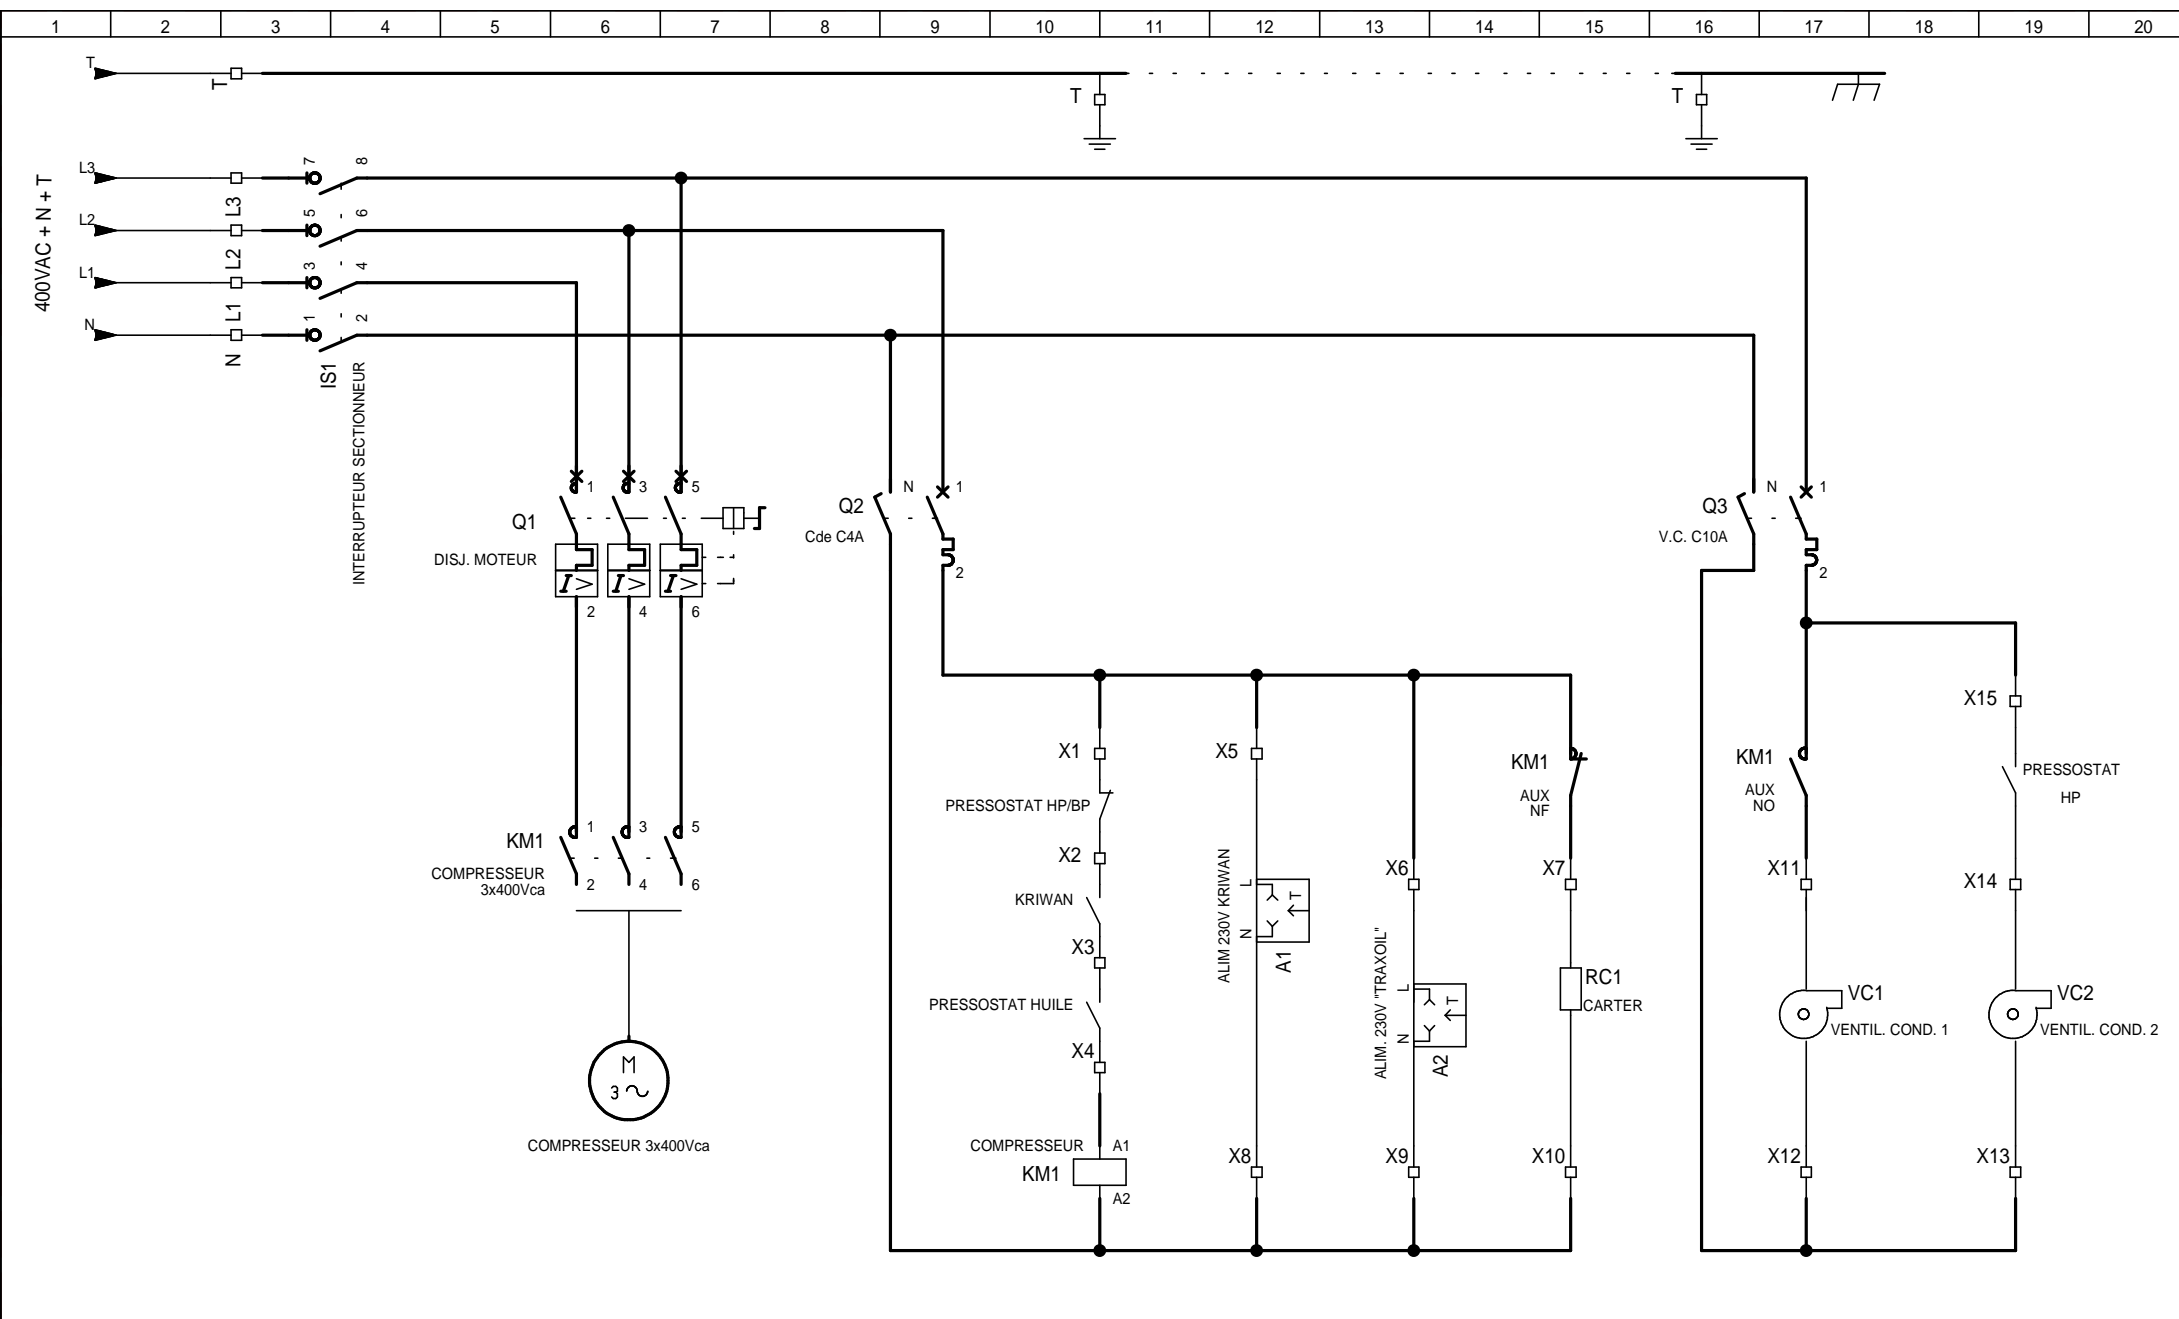 1 2 3 4 5 6 7 8 9 10 11 12 13 14 15 16 17 18 19 20
T
T
T
T
400VAC + N + T
L3
L3
7 8
L2
L2
5 6
L1
L1
3 4
N
N
1 2
IS1
INTERRUPTEUR SECTIONNEUR
Q1
DISJ. MOTEUR
1 3 5
I > I > I >
2 4 6
KM1
COMPRESSEUR
3x400Vca
1 3 5
2 4 6
M
3
COMPRESSEUR 3x400Vca
Q2
Cde C4A
N 1
2
X1
PRESSOSTAT HP/BP
X2
KRIWAN
X3
PRESSOSTAT HUILE
X4
COMPRESSEUR
KM1
A1
A2
X5
ALIM 230V KRIWAN
L
N
T
A1
X8
X6
ALIM. 230V "TRAXOIL"
L
N
T
A2
X9
KM1
AUX
NF
X7
RC1
CARTER
X10
Q3
V.C. C10A
N 1
2
KM1
AUX
NO
X11
VC1
VENTIL. COND. 1
X12
X15
PRESSOSTAT
HP
X14
VC2
VENTIL. COND. 2
X13